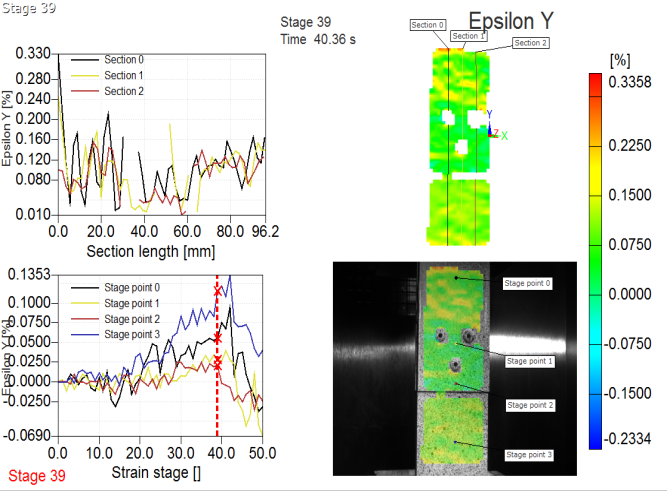 Stage 39
Stage 39
Time 40.36 s
Epsilon Y
Section 0
Section 1
Section 2
0.330
0.280
0.240
0.200
0.160
0.120
0.080
0.010
Epsilon Y [%]
Section 0
Section 1
Section 2
0.0
20.0
40.0
60.0
80.0
96.2
Section length [mm]
Y
Z
X
[%]
0.3358
0.2250
0.1500
0.0750
0.0000
-0.0750
-0.1500
-0.2334
0.1353
0.1000
0.0750
0.0500
0.0250
0.0000
-0.0250
-0.0690
Epsilon Y [%]
Stage point 0
Stage point 1
Stage point 2
Stage point 3
0.0
10.0
20.0
30.0
40.0
50.0
Strain stage []
Stage 39
Stage point 0
Stage point 1
Stage point 2
Stage point 3